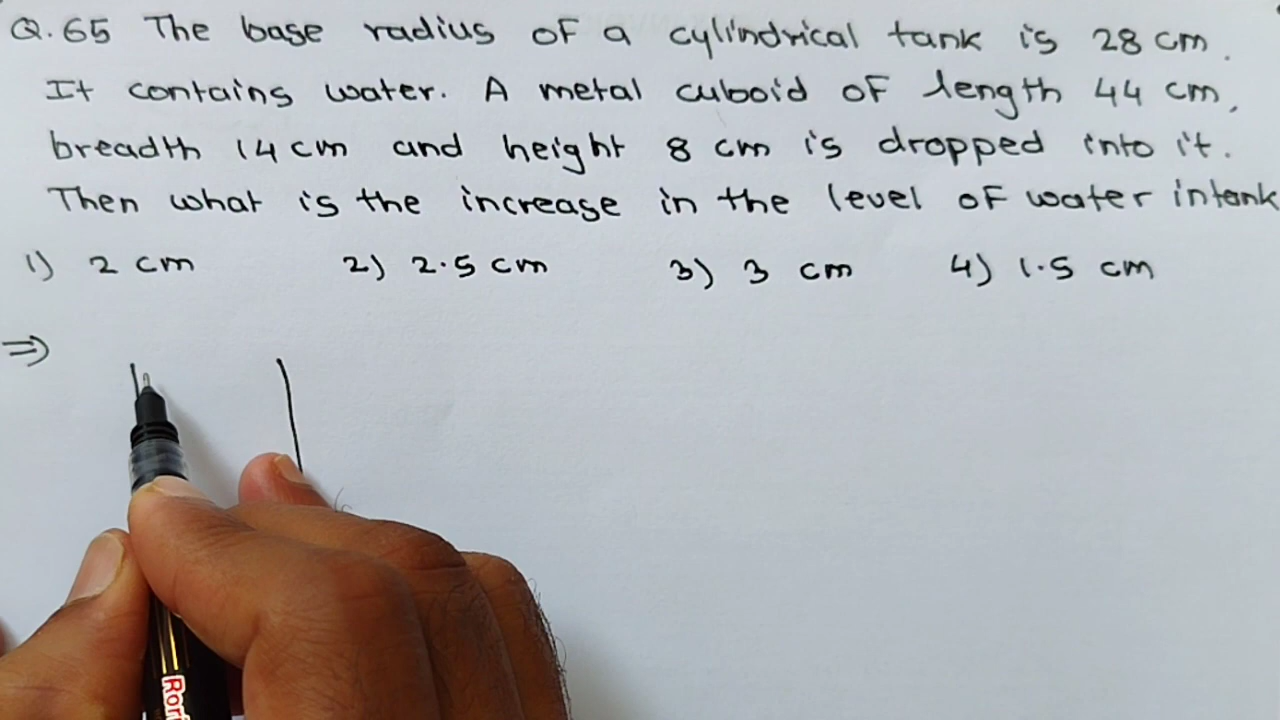 Q.65 The base radius of a cylindrical tank is 28 cm.
It contains water. A metal cuboid of length 44 cm,
breadth 14 cm and height 8 cm is dropped into it.
Then what is the increase in the level of water intank
1) 2 cm 2) 2.5 cm 3) 3 cm 4) 1.5 cm
⇒